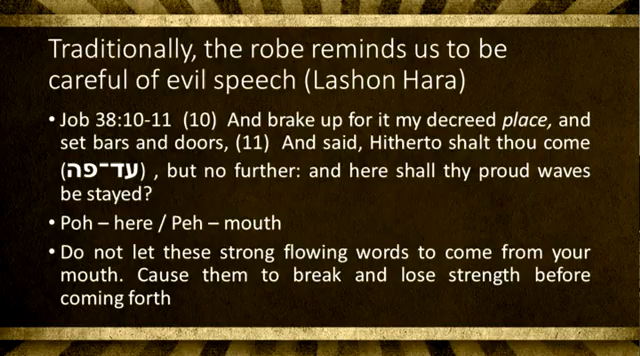 Traditionally, the robe reminds us to be
careful of evil speech (Lashon Hara)
• Job 38:10-11 (10) And brake up for it my decreed place, and
set bars and doors, (11) And said, Hitherto shalt thou come
(עד־פה) , but no further: and here shall thy proud waves
be stayed?
• Poh – here / Peh – mouth
• Do not let these strong flowing words to come from your
mouth. Cause them to break and lose strength before
coming forth